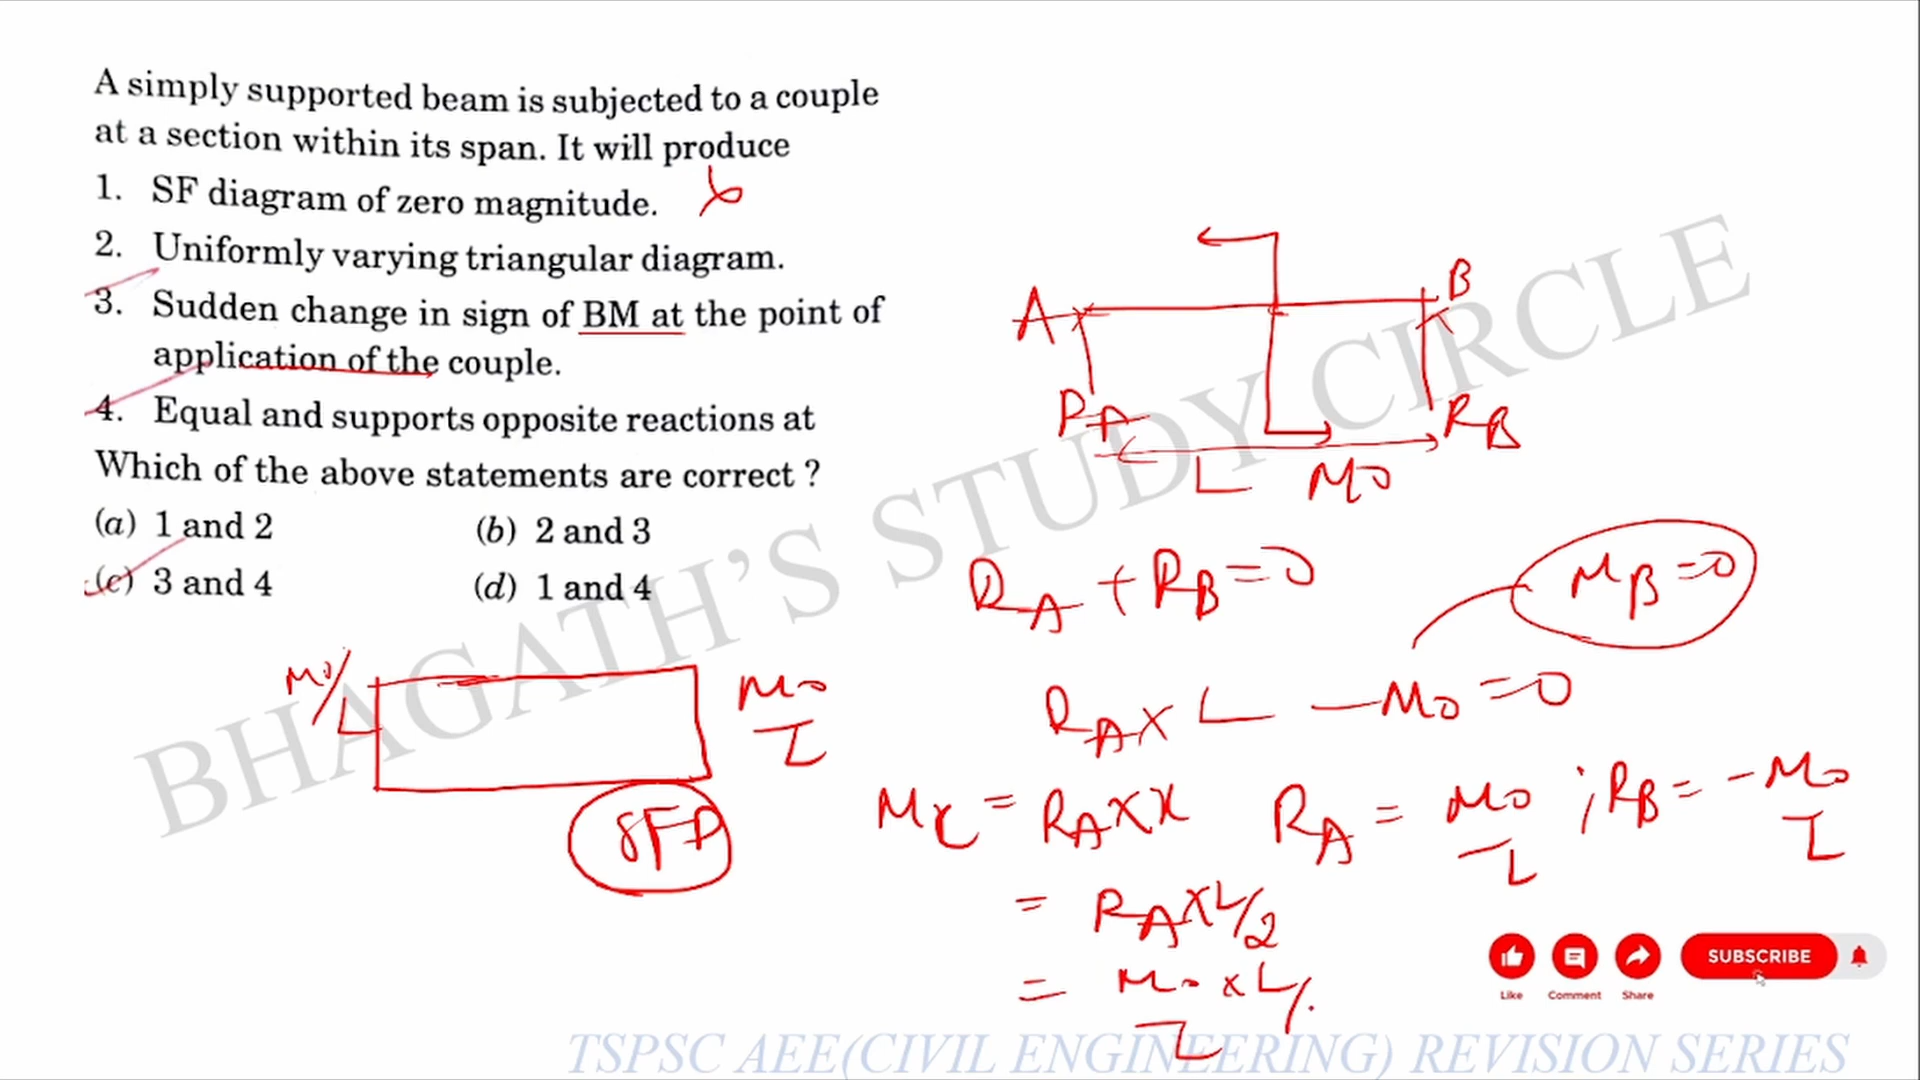 A simply supported beam is subjected to a couple
at a section within its span. It will produce
1. SF diagram of zero magnitude.
2. Uniformly varying triangular diagram.
3. Sudden change in sign of BM at the point of
application of the couple.
4. Equal and supports opposite reactions at
Which of the above statements are correct ?
(a) 1 and 2
(b) 2 and 3
(c) 3 and 4
(d) 1 and 4
A
B
RA
RB
L
M0
RA + RB = 0
MB = 0
RA x L - M0 = 0
M0/L
M0/L
SFD
Mx = RA x x
RA = M0/L ; RB = -M0/L
= RA x L/2
= M0/L x L/
BHAGATH'S STUDY CIRCLE
Like
Comment
Share
SUBSCRIBE
TSPSC AEE(CIVIL ENGINEERING) REVISION SERIES